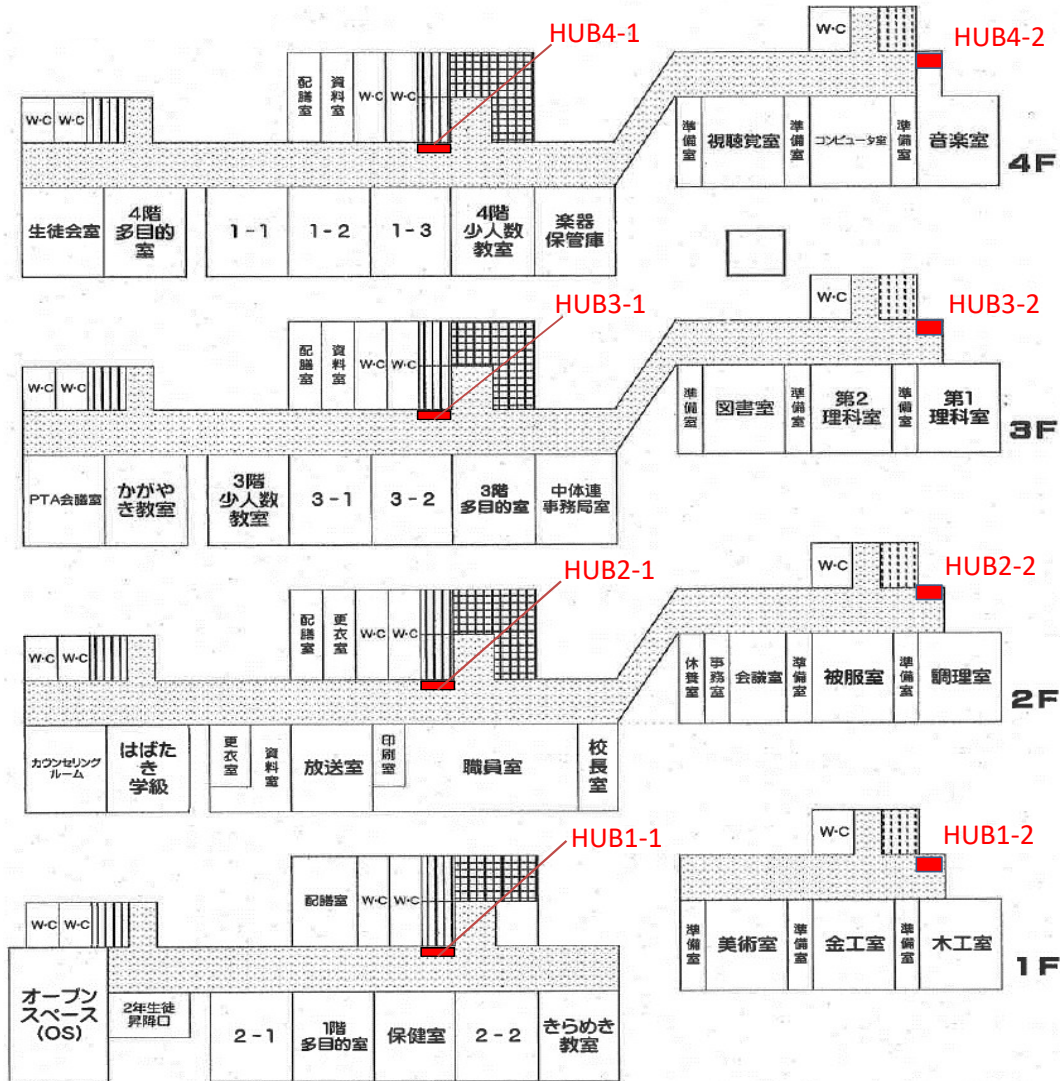 HUB4-1
W・C
HUB4-2
配膳室
資料室
W・C
W・C
W・C
W・C
準備室
視聴覚室
準備室
コンピュータ室
準備室
音楽室
4F
生徒会室
4階
多目的
室
1-1
1-2
1-3
4階
少人数
教室
楽器
保管庫
HUB3-1
W・C
HUB3-2
配膳室
資料室
W・C
W・C
W・C
W・C
準備室
図書室
準備室
第2
理科室
準備室
第1
理科室
3F
PTA会議室
かがや
き教室
3階
少人数
教室
3-1
3-2
3階
多目的室
中体連
事務局室
HUB2-1
W・C
HUB2-2
配膳室
更衣室
W・C
W・C
W・C
W・C
休養室
事務室
会議室
準備室
被服室
準備室
調理室
2F
カウンセリング
ルーム
はばた
き
学級
更衣室
資料室
放送室
印刷室
職員室
校長室
HUB1-1
W・C
HUB1-2
配膳室
W・C
W・C
W・C
W・C
準備室
美術室
準備室
金工室
準備室
木工室
1F
オープン
スペース
(OS)
2年生徒
昇降口
2-1
1階
多目的室
保健室
2-2
きらめき
教室